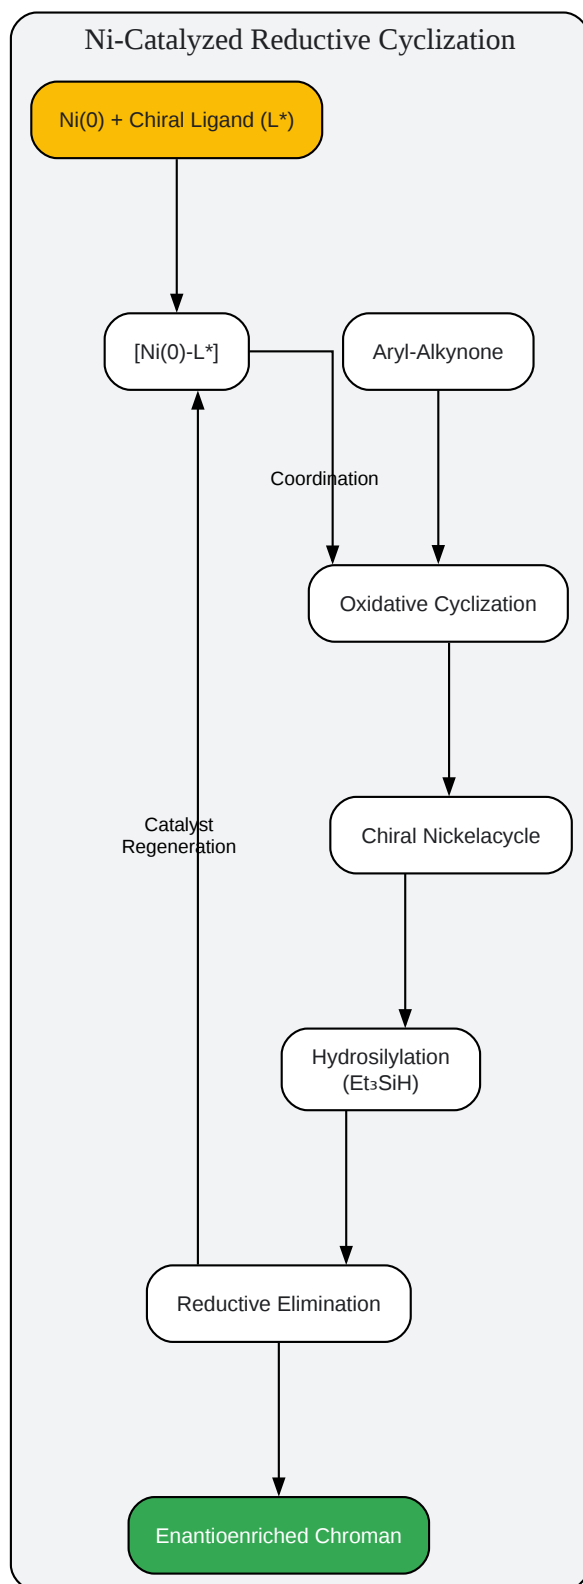 Ni-Catalyzed Reductive Cyclization
Ni(0) + Chiral Ligand (L*)
[Ni(0)-L*]
Aryl-Alkynone
Coordination
Oxidative Cyclization
Catalyst
Regeneration
Chiral Nickelacycle
Hydrosilylation
(Et₃SiH)
Reductive Elimination
Enantioenriched Chroman